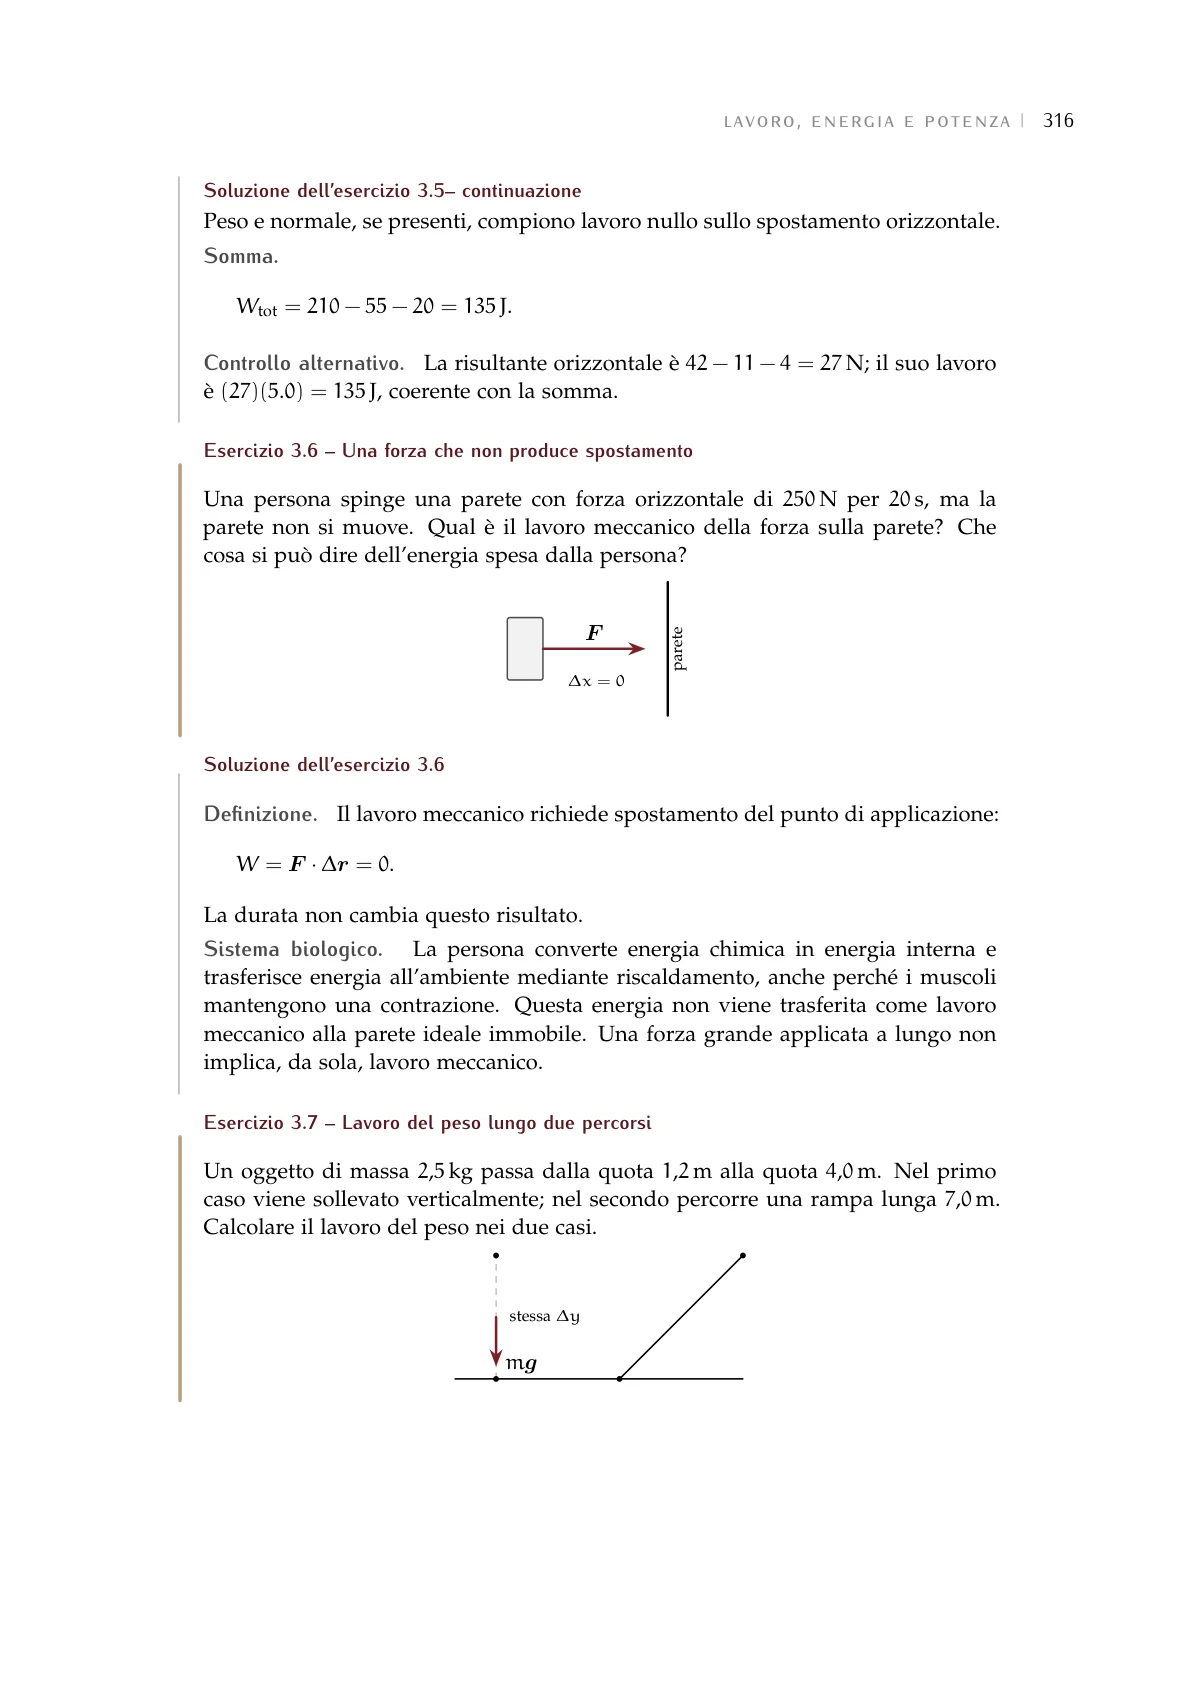 LAVORO, ENERGIA E POTENZA | 316
Soluzione dell'esercizio 3.5– continuazione
Peso e normale, se presenti, compiono lavoro nullo sullo spostamento orizzontale.
Somma.
W_tot = 210 − 55 − 20 = 135 J.
Controllo alternativo. La risultante orizzontale è 42 − 11 − 4 = 27 N; il suo lavoro
è (27)(5.0) = 135 J, coerente con la somma.
Esercizio 3.6 – Una forza che non produce spostamento
Una persona spinge una parete con forza orizzontale di 250 N per 20 s, ma la
parete non si muove. Qual è il lavoro meccanico della forza sulla parete? Che
cosa si può dire dell'energia spesa dalla persona?
F
Δx = 0
parete
Soluzione dell'esercizio 3.6
Definizione. Il lavoro meccanico richiede spostamento del punto di applicazione:
W = F · Δr = 0.
La durata non cambia questo risultato.
Sistema biologico. La persona converte energia chimica in energia interna e
trasferisce energia all'ambiente mediante riscaldamento, anche perché i muscoli
mantengono una contrazione. Questa energia non viene trasferita come lavoro
meccanico alla parete ideale immobile. Una forza grande applicata a lungo non
implica, da sola, lavoro meccanico.
Esercizio 3.7 – Lavoro del peso lungo due percorsi
Un oggetto di massa 2,5 kg passa dalla quota 1,2 m alla quota 4,0 m. Nel primo
caso viene sollevato verticalmente; nel secondo percorre una rampa lunga 7,0 m.
Calcolare il lavoro del peso nei due casi.
stessa Δy
mg